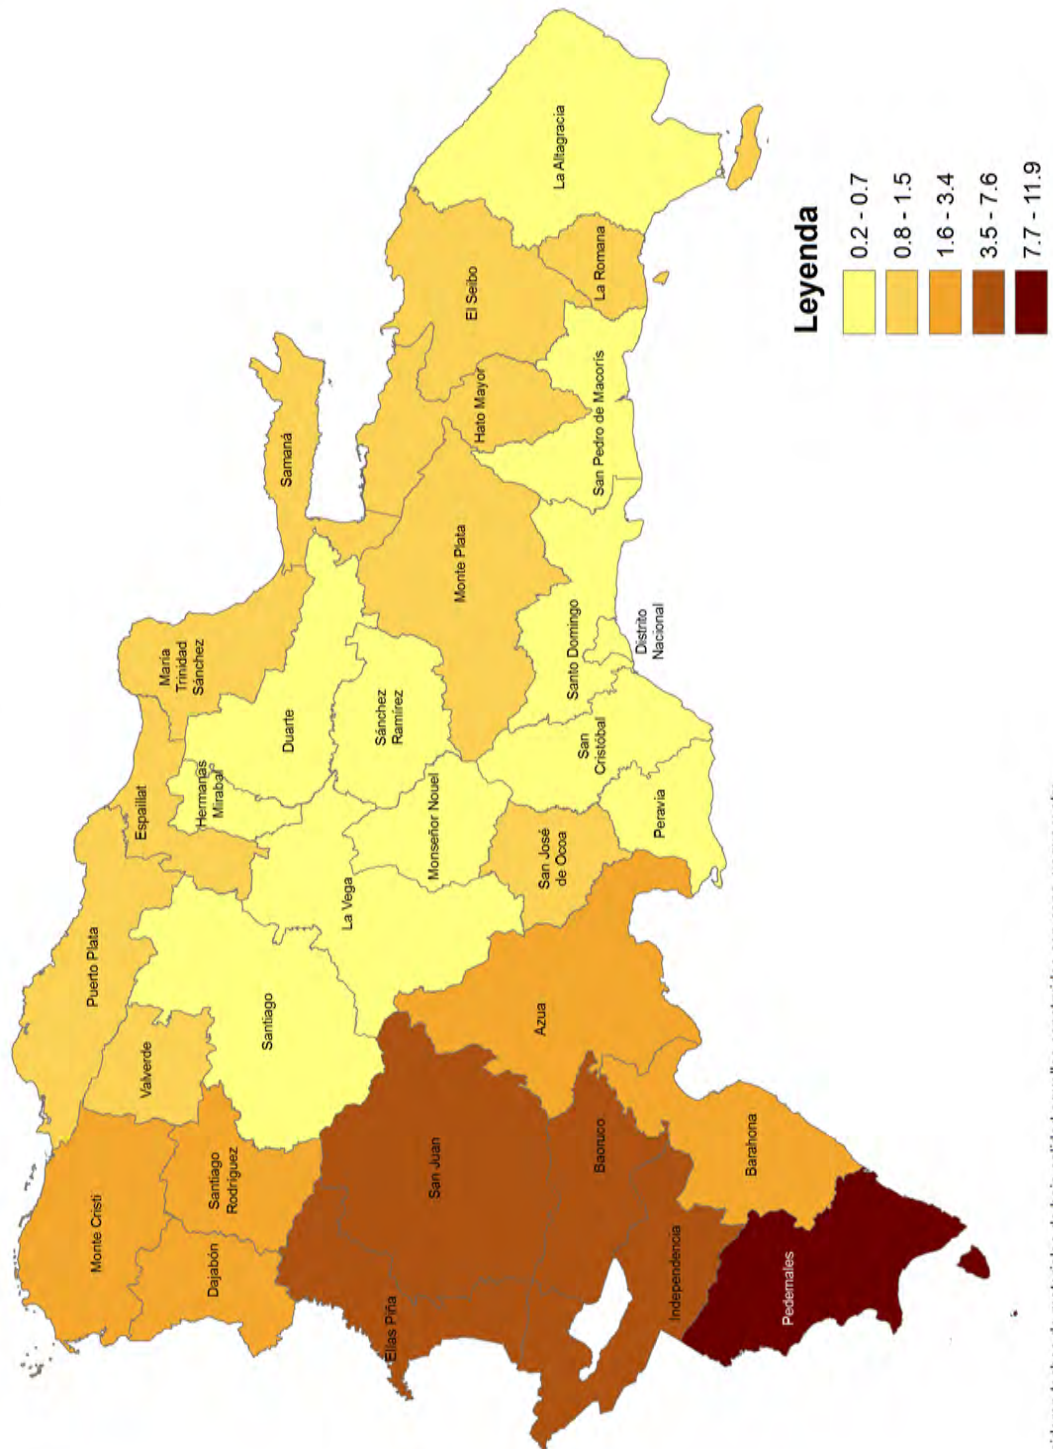 Puerto Plata
Espaillat
María
Trinidad
Sánchez
Samaná
Monte Cristi
Valverde
Hermanas
Mirabal
Dajabón
Santiago
Rodríguez
Santiago
Duarte
La Vega
Sánchez
Ramírez
Monseñor Nouel
Monte Plata
Hato Mayor
El Seibo
La Altagracia
Elías Piña
San Juan
Azua
San José
de Ocoa
San
Cristóbal
Santo Domingo
San Pedro de Macorís
La Romana
Peravia
Distrito
Nacional
Baoruco
Independencia
Barahona
Pedernales
Leyenda
0.2 - 0.7
0.8 - 1.5
1.6 - 3.4
3.5 - 7.6
7.7 - 11.9